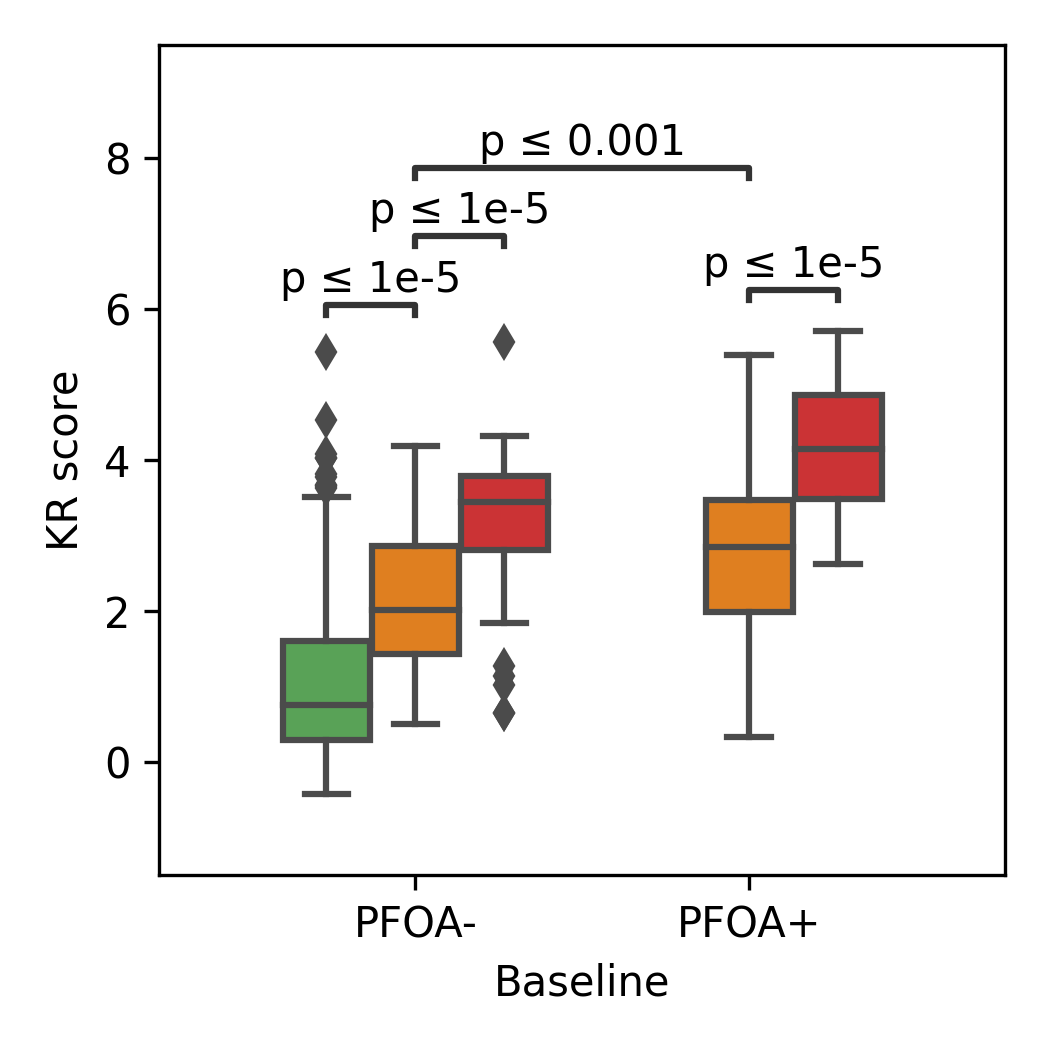 p ≤ 0.001
p ≤ 1e-5
p ≤ 1e-5
p ≤ 1e-5
KR score
8
6
4
2
0
PFOA-
PFOA+
Baseline